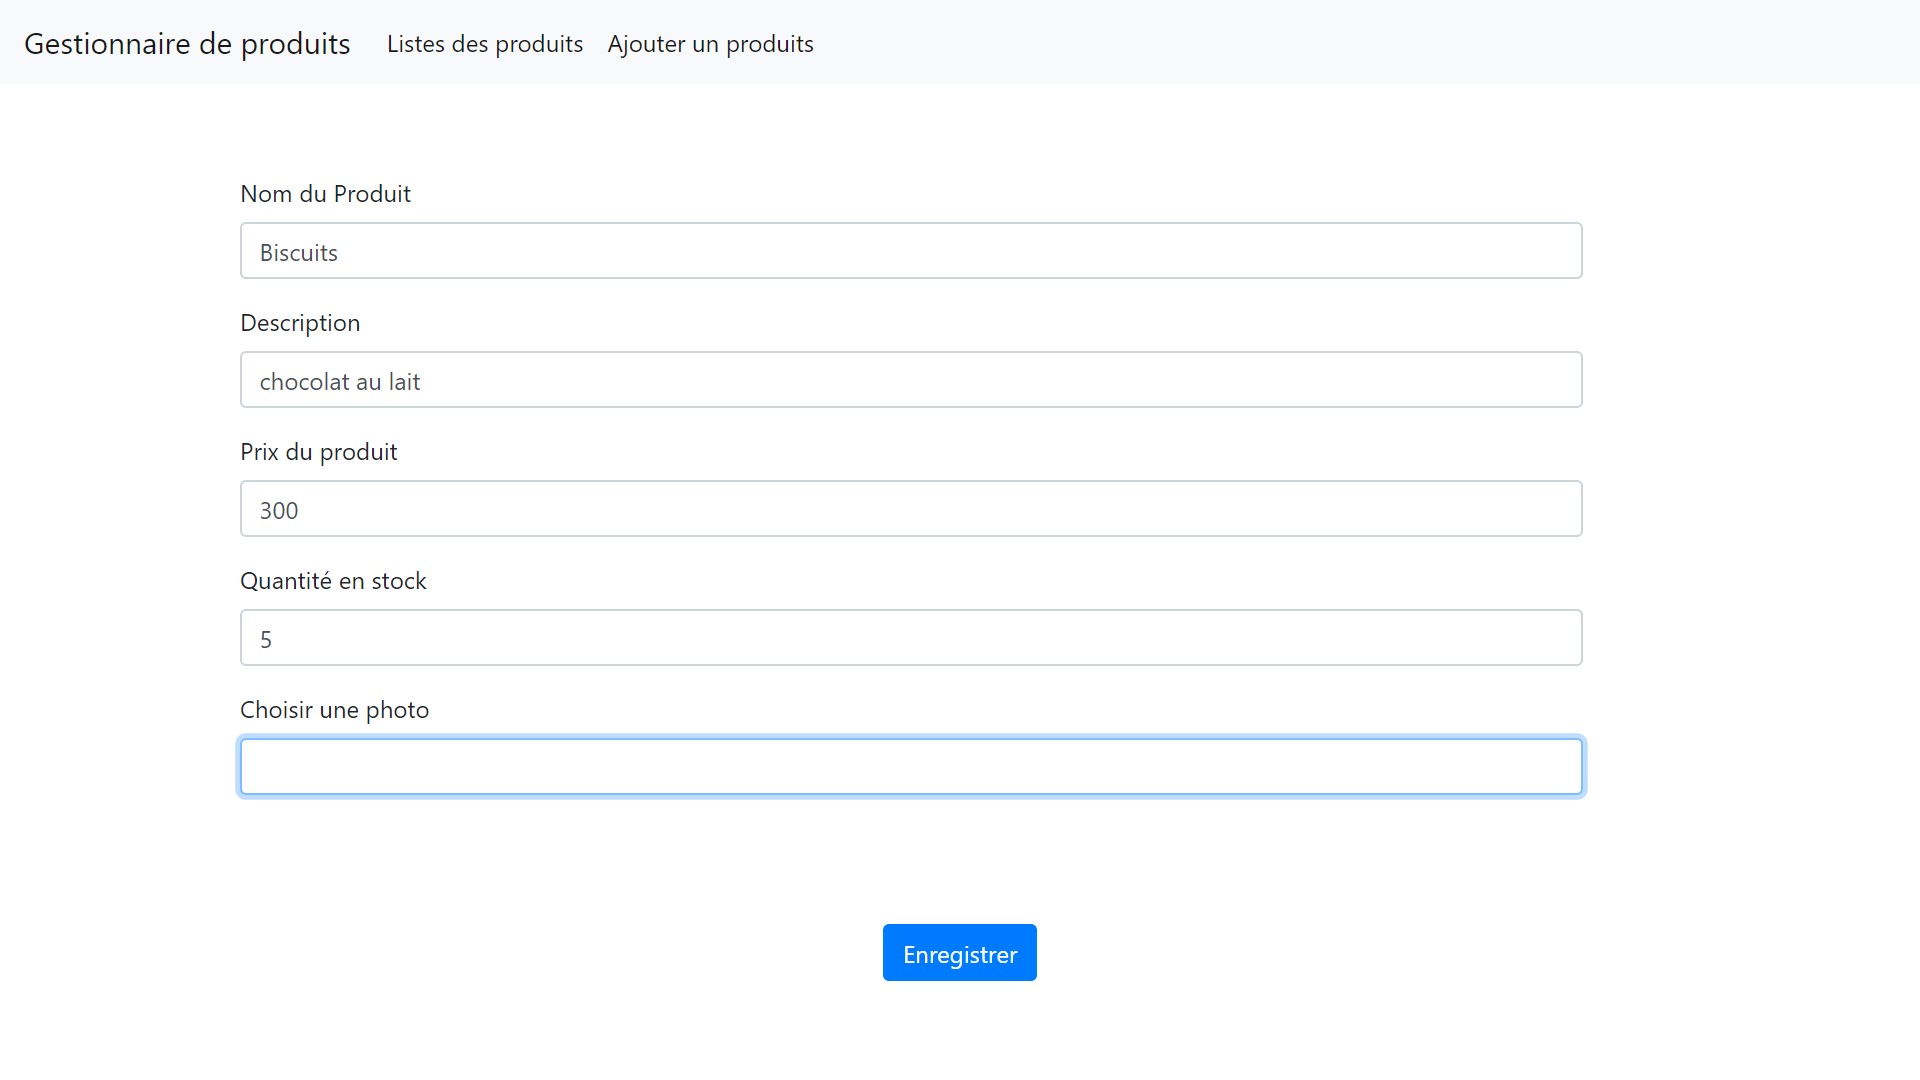 Gestionnaire de produits Listes des produits Ajouter un produits
Nom du Produit
Biscuits
Description
chocolat au lait
Prix du produit
300
Quantité en stock
5
Choisir une photo
Enregistrer